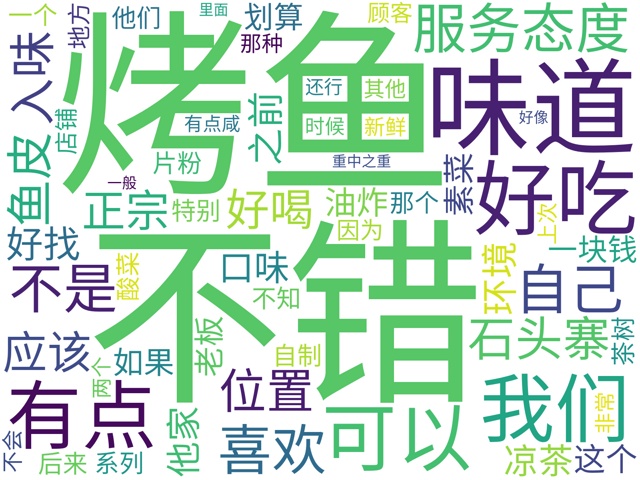 一个
他们
里面
划算
顾客
服务态度
地方
那种
入味
烤鱼
还行
其他
味道
店铺
有点咸
之前
时候
新鲜
好像
鱼皮
片粉
重中之重
一般
素菜
好吃
正宗
特别
好喝
油炸
那个
因为
上次
好找
不错
口味
环境
一块钱
不是
酸菜
不知
自己
应该
两个
如果
老板
自制
石头寨
茶树
有点
位置
可以
我们
非常
不会
后来
系列
他家
喜欢
凉茶
这个